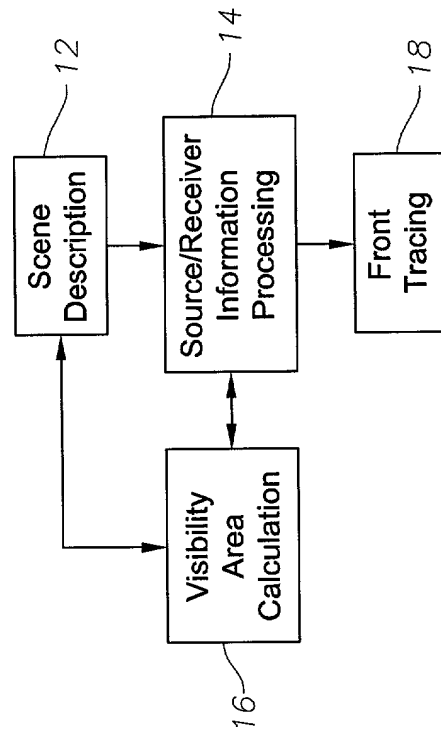 12
Scene
Description
14
Source/Receiver
Information
Processing
16
Visibility
Area
Calculation
18
Front
Tracing